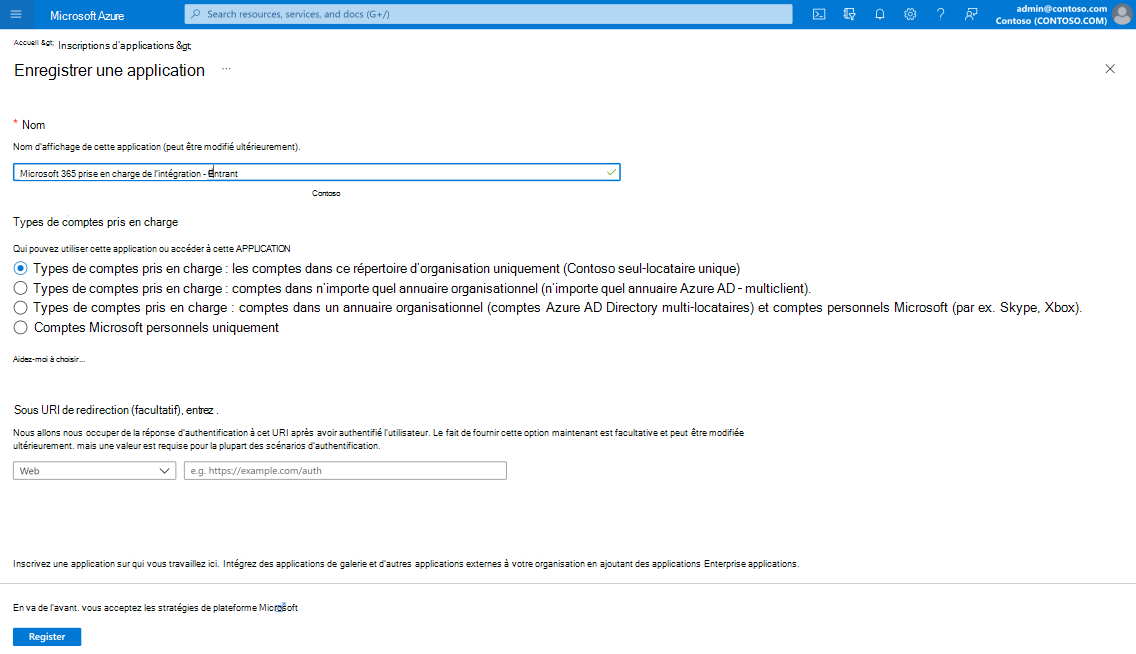 Microsoft Azure
Search resources, services, and docs (G+/)
admin@contoso.com
Contoso (CONTOSO.COM)
Accueil &gt; Inscriptions d'applications &gt;
Enregistrer une application ...
* Nom
Nom d'affichage de cette application (peut être modifié ultérieurement).
Microsoft 365 prise en charge de l'intégration - Entrant
Contoso
Types de comptes pris en charge
Qui pouvez utiliser cette application ou accéder à cette APPLICATION
Types de comptes pris en charge : les comptes dans ce répertoire d'organisation uniquement (Contoso seul-locataire unique)
Types de comptes pris en charge : comptes dans n'importe quel annuaire organisationnel (n'importe quel annuaire Azure AD - multiclient).
Types de comptes pris en charge : comptes dans un annuaire organisationnel (comptes Azure AD Directory multi-locataires) et comptes personnels Microsoft (par ex. Skype, Xbox).
Comptes Microsoft personnels uniquement
Aidez-moi à choisir...
Sous URI de redirection (facultatif), entrez .
Nous allons nous occuper de la réponse d'authentification à cet URI après avoir authentifié l'utilisateur. Le fait de fournir cette option maintenant est facultative et peut être modifiée
ultérieurement, mais une valeur est requise pour la plupart des scénarios d'authentification.
Web
e.g. https://example.com/auth
Inscrivez une application sur qui vous travaillez ici. Intégrez des applications de galerie et d'autres applications externes à votre organisation en ajoutant des applications Enterprise applications.
En va de l'avant, vous acceptez les stratégies de plateforme Microsoft
Register